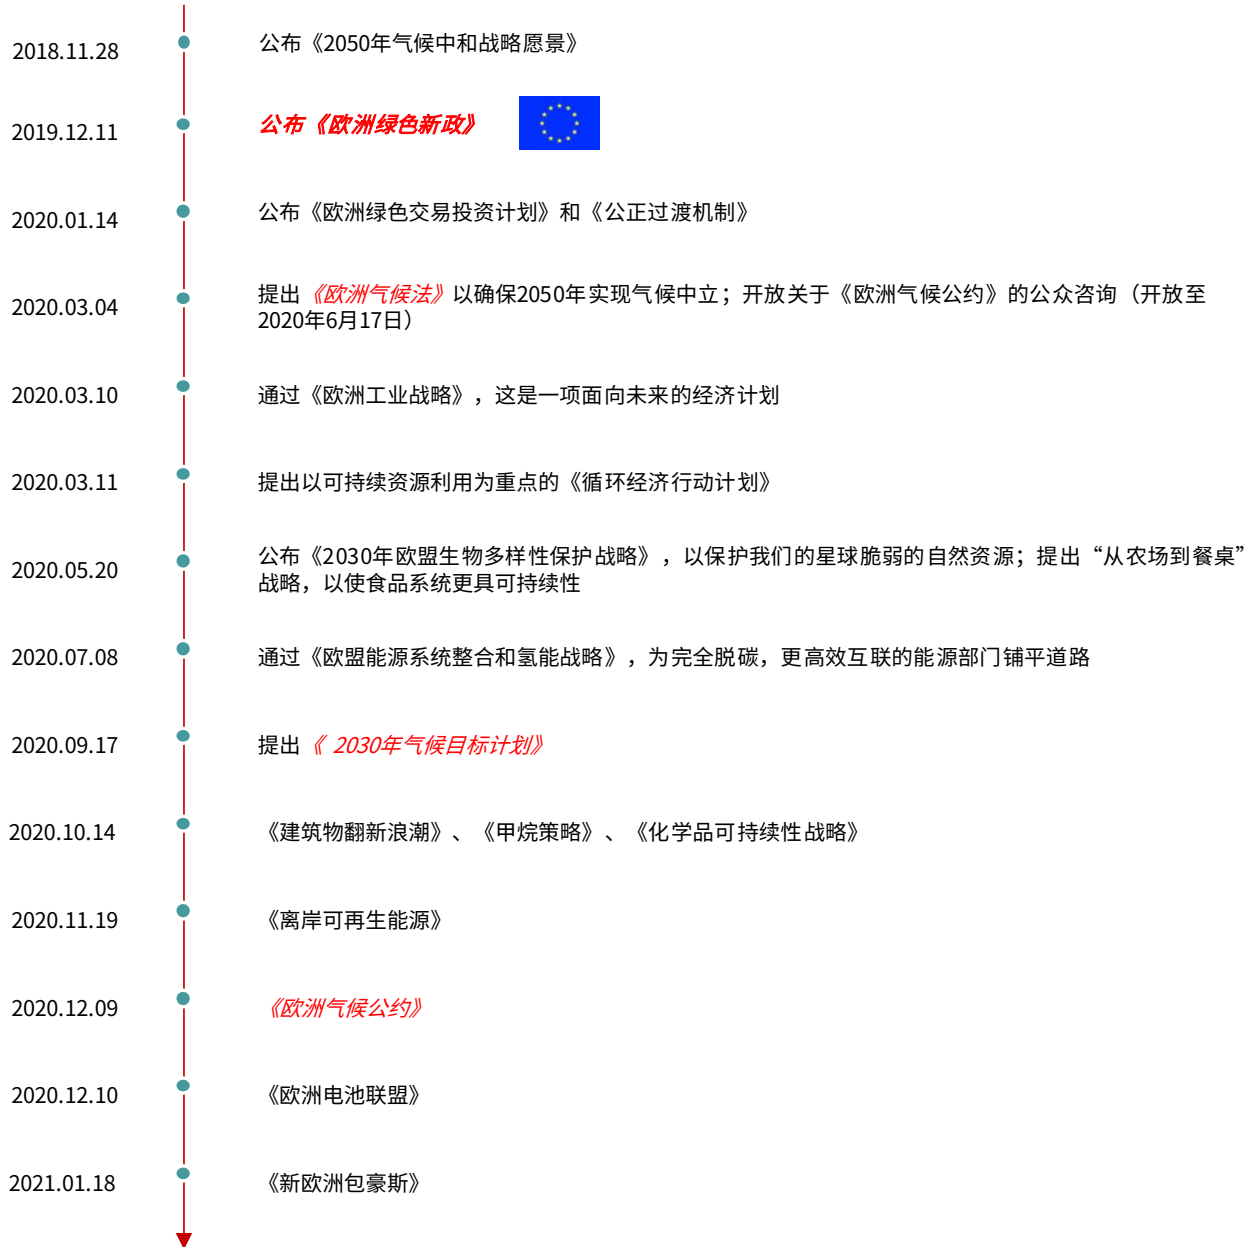 2018.11.28
公布《2050年气候中和战略愿景》
2019.12.11
公布《欧洲绿色新政》
2020.01.14
公布《欧洲绿色交易投资计划》和《公正过渡机制》
2020.03.04
提出《欧洲气候法》以确保2050年实现气候中立；开放关于《欧洲气候公约》的公众咨询（开放至
2020年6月17日）
2020.03.10
通过《欧洲工业战略》，这是一项面向未来的经济计划
2020.03.11
提出以可持续资源利用为重点的《循环经济行动计划》
2020.05.20
公布《2030年欧盟生物多样性保护战略》，以保护我们的星球脆弱的自然资源；提出“从农场到餐桌”
战略，以使食品系统更具可持续性
2020.07.08
通过《欧盟能源系统整合和氢能战略》，为完全脱碳，更高效互联的能源部门铺平道路
2020.09.17
提出《 2030年气候目标计划》
2020.10.14
《建筑物翻新浪潮》、《甲烷策略》、《化学品可持续性战略》
2020.11.19
《离岸可再生能源》
2020.12.09
《欧洲气候公约》
2020.12.10
《欧洲电池联盟》
2021.01.18
《新欧洲包豪斯》